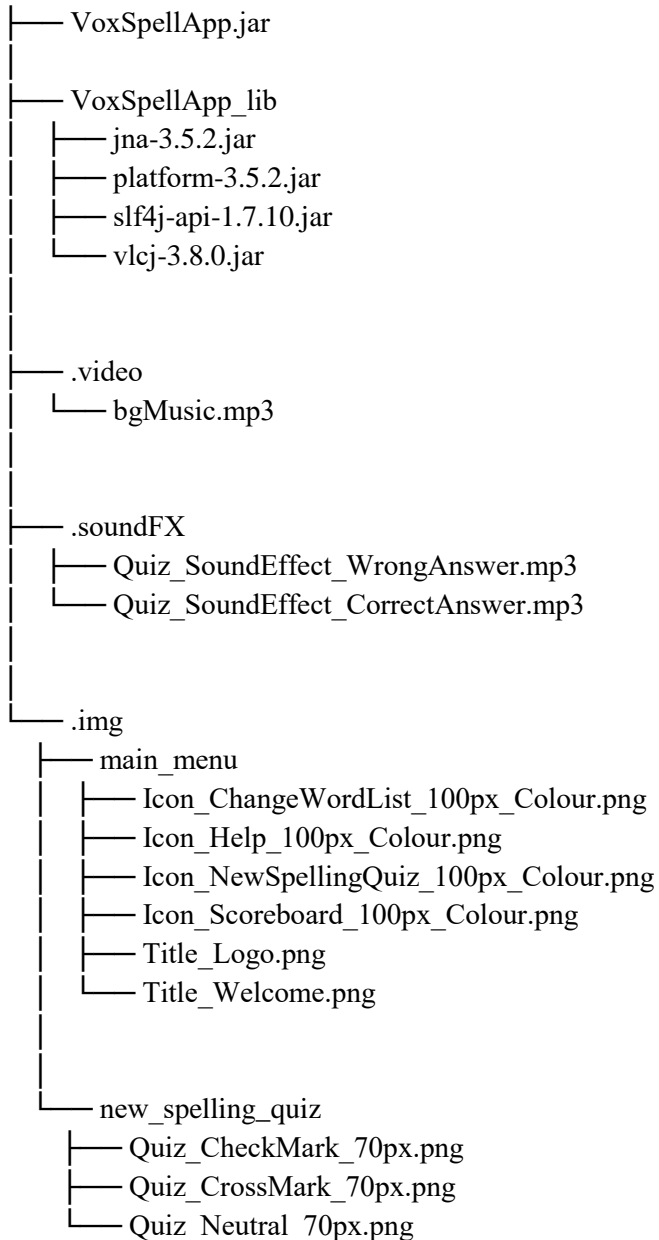 VoxSpellApp.jar
VoxSpellApp_lib
jna-3.5.2.jar
platform-3.5.2.jar
slf4j-api-1.7.10.jar
vlcj-3.8.0.jar
.video
bgMusic.mp3
.soundFX
Quiz_SoundEffect_WrongAnswer.mp3
Quiz_SoundEffect_CorrectAnswer.mp3
.img
main_menu
Icon_ChangeWordList_100px_Colour.png
Icon_Help_100px_Colour.png
Icon_NewSpellingQuiz_100px_Colour.png
Icon_Scoreboard_100px_Colour.png
Title_Logo.png
Title_Welcome.png
new_spelling_quiz
Quiz_CheckMark_70px.png
Quiz_CrossMark_70px.png
Quiz_Neutral_70px.png